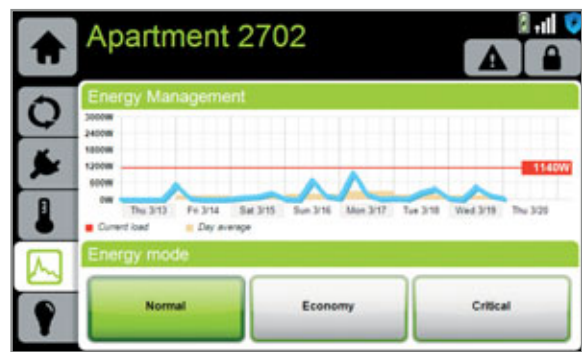 Apartment 2702
Energy Management
3000W
2400W
1800W
1200W
600W
0W
1140W
Thu 3/13 Fri 3/14 Sat 3/15 Sun 3/16 Mon 3/17 Tue 3/18 Wed 3/19 Thu 3/20
Current load Day average
Energy mode
Normal Economy Critical